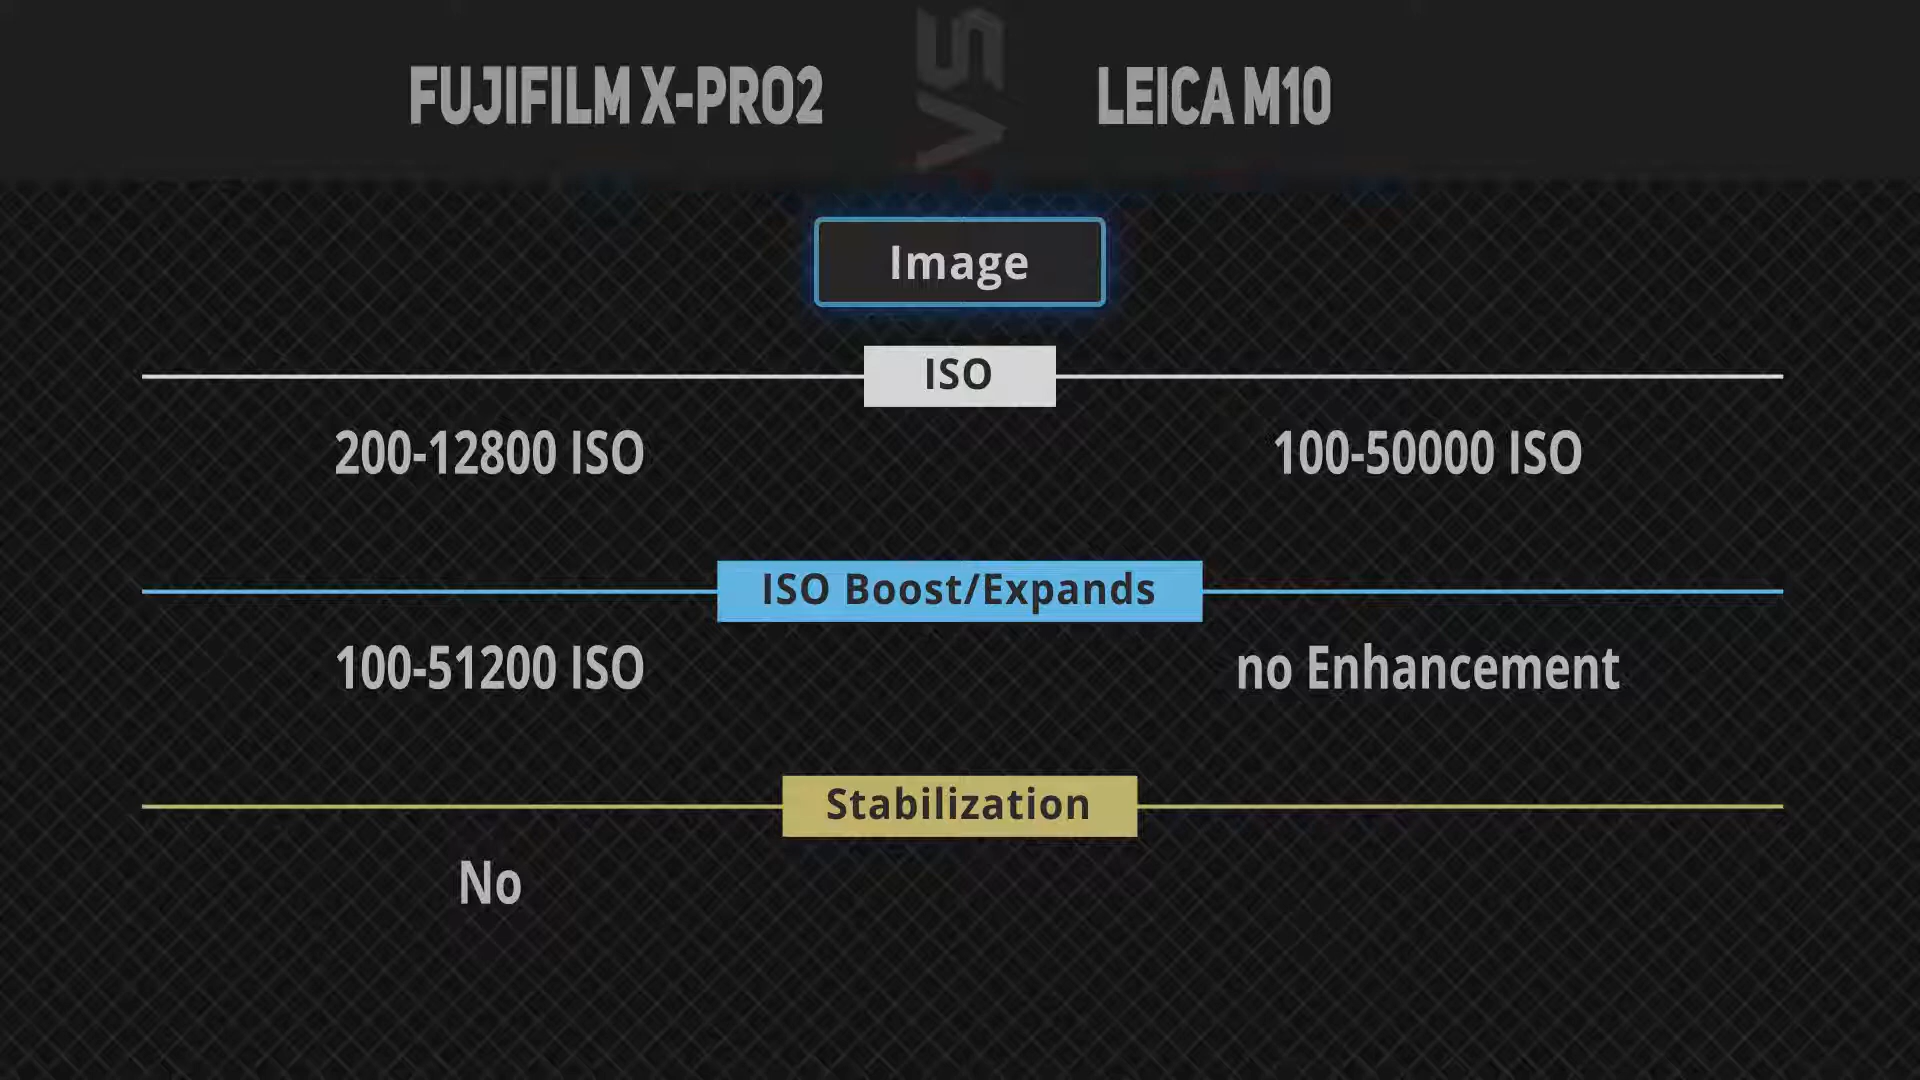 FUJIFILM X-PRO2
VS
LEICA M10
Image
ISO
200-12800 ISO
100-50000 ISO
ISO Boost/Expands
100-51200 ISO
no Enhancement
Stabilization
No